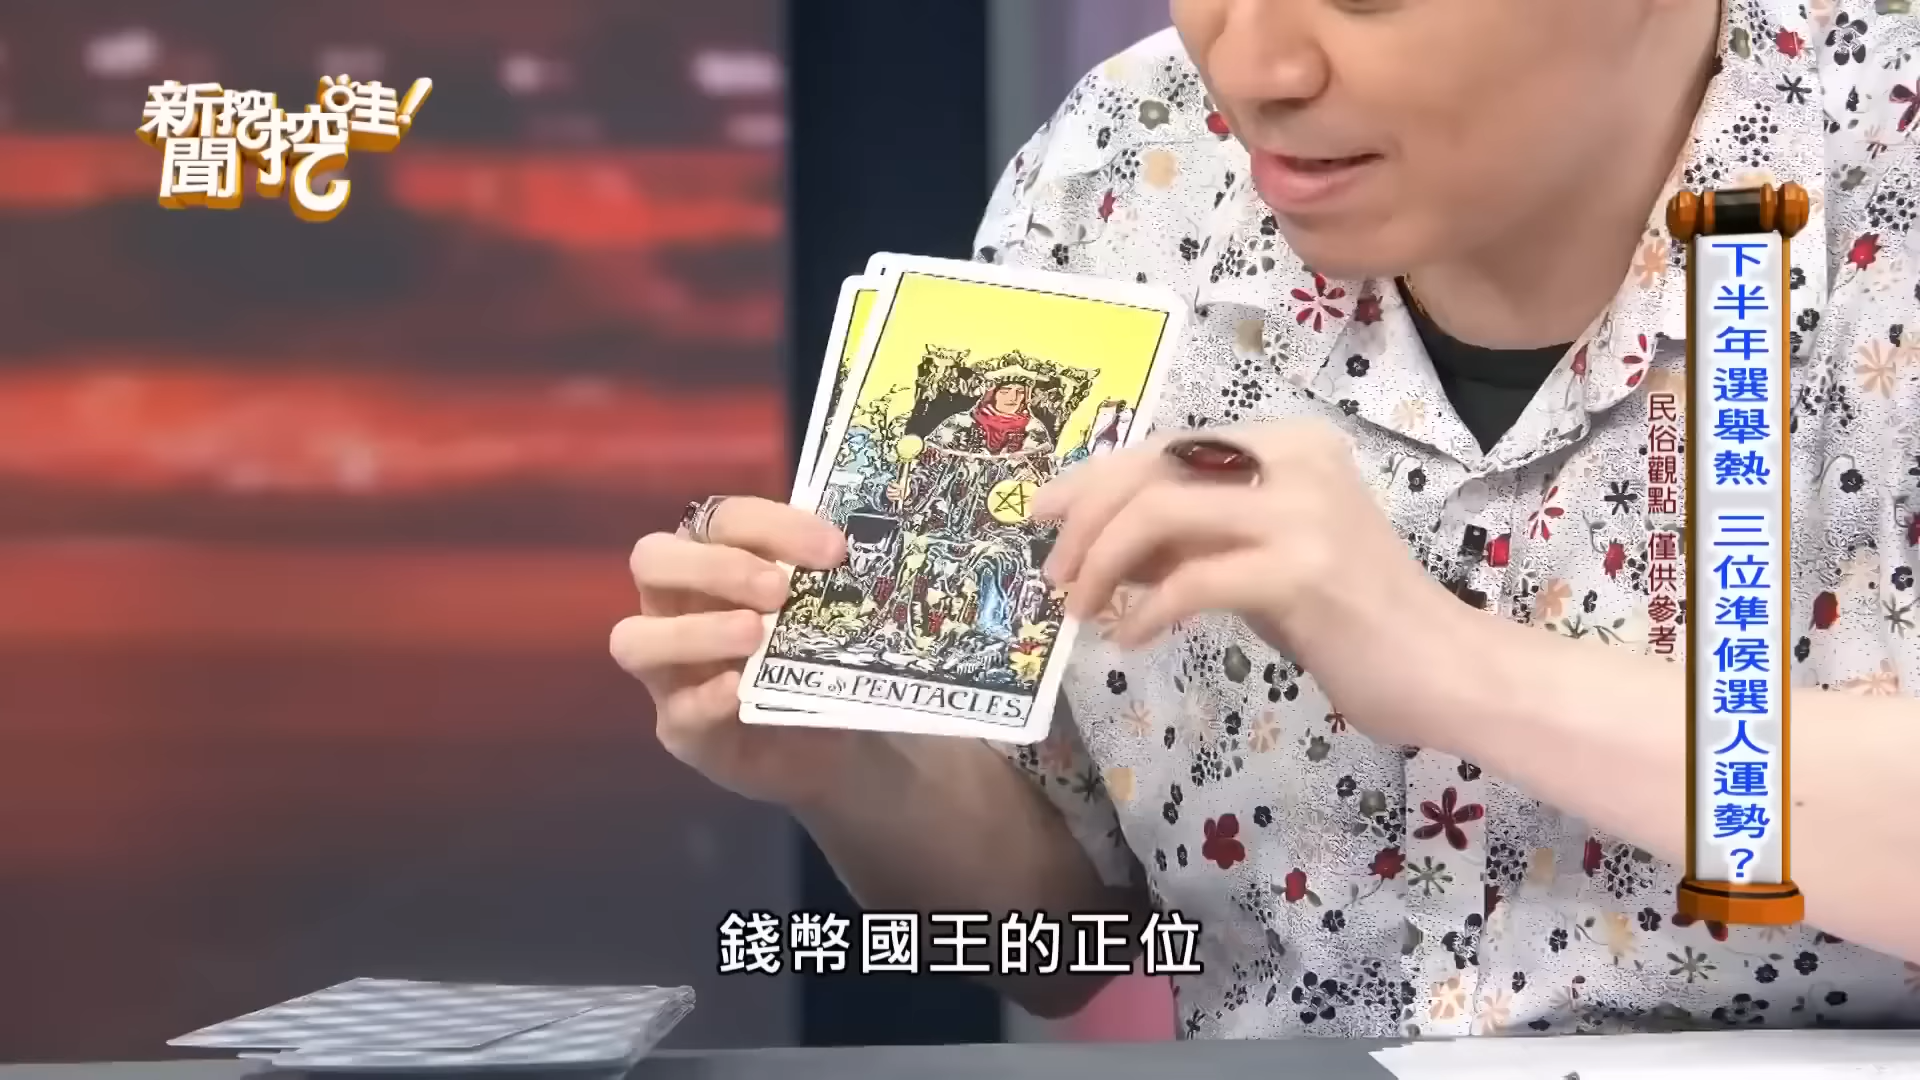 新聞挖挖哇!
下半年選舉熱 三位準候選人運勢?
民俗觀點 僅供參考
KING of PENTACLES
錢幣國王的正位